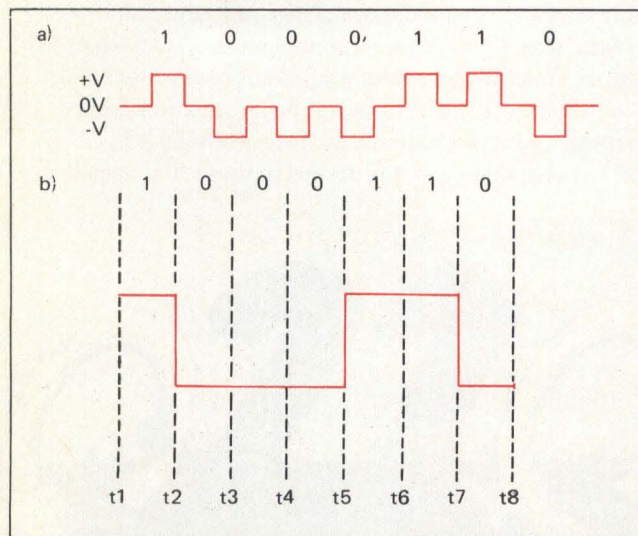 a) 1 0 0 0, 1 1 0
+V
0V
-V
b) 1 0 0 0 1 1 0
t1 t2 t3 t4 t5 t6 t7 t8